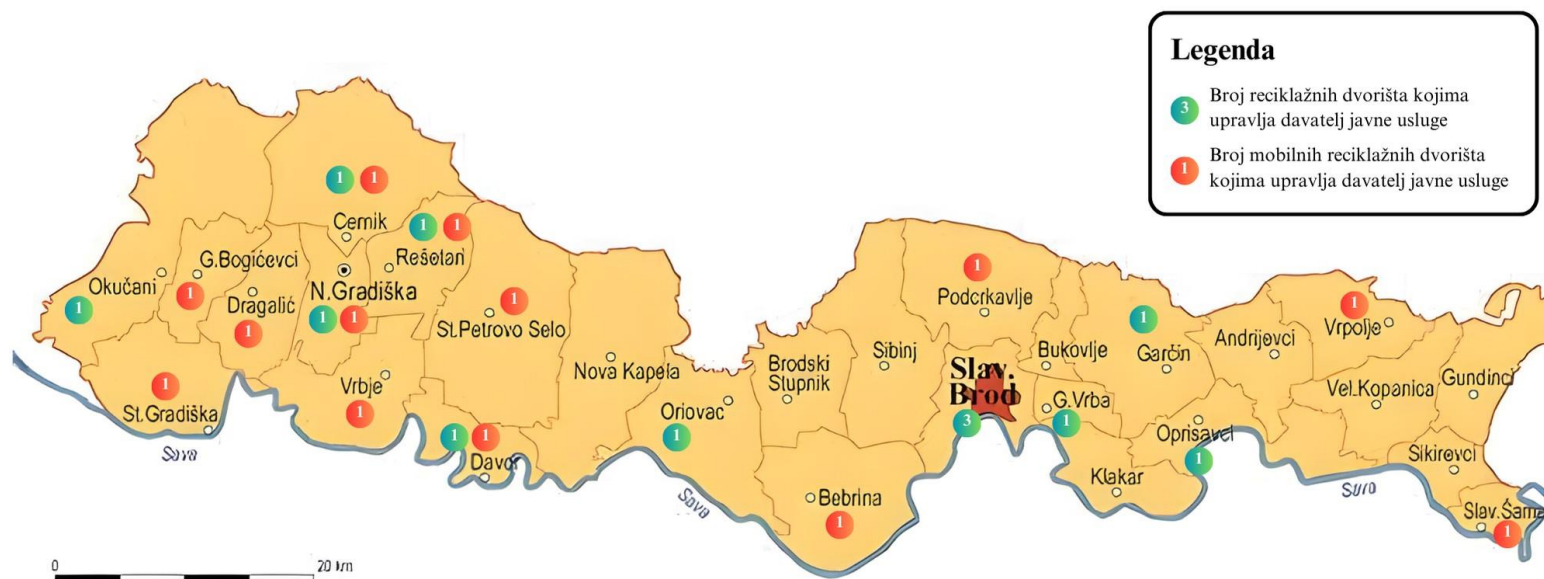 Legenda
3
Broj reciklažnih dvorišta kojima
upravlja davatelj javne usluge
1
Broj mobilnih reciklažnih dvorišta
kojima upravlja davatelj javne usluge
1 1
Cernik
1 1
Rešetari
G.Bogićevci
Okučani
1
1
Dragalić
1
N.Gradiška
1 1
St.Petrovo Selo
1
1
St.Gradiška
Sava
Vrbje
1
1 1
Davor
Nova Kapela
Oriovac
1
Sava
Brodski
Stupnik
Sibinj
Bebrina
1
1
Podcrkavlje
Slav.
Brod
3
Bukovlje
G.Vrba
1
1
Garčin
Oprisavci
1
Klakar
Andrijevci
1
Vrpolje
Vel.Kopanica
Gundinci
Sikirevci
Slav.Šama
1
0 20 km